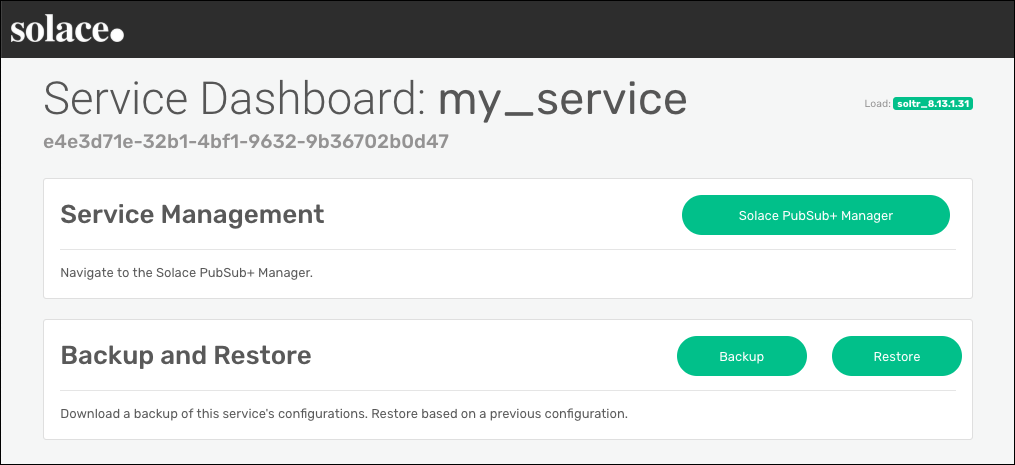 solace.
Service Dashboard: my_service
Load: soltr_8.13.1.31
e4e3d71e-32b1-4bf1-9632-9b36702b0d47
Service Management
Solace PubSub+ Manager
Navigate to the Solace PubSub+ Manager.
Backup and Restore
Backup
Restore
Download a backup of this service's configurations. Restore based on a previous configuration.